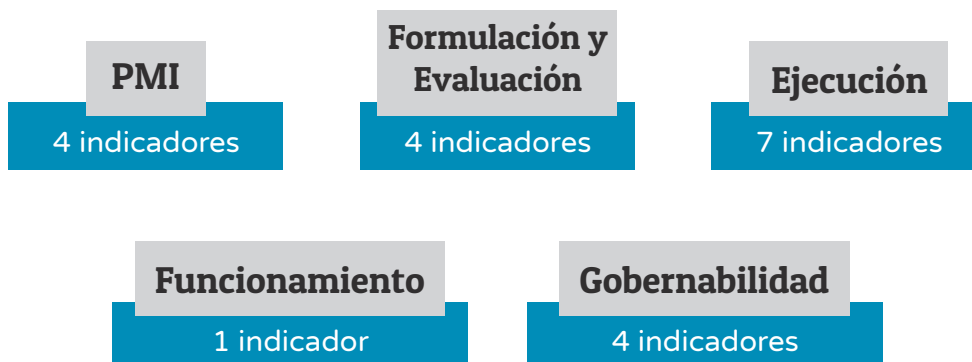 PMI
4 indicadores
Formulación y
Evaluación
4 indicadores
Ejecución
7 indicadores
Funcionamiento
1 indicador
Gobernabilidad
4 indicadores